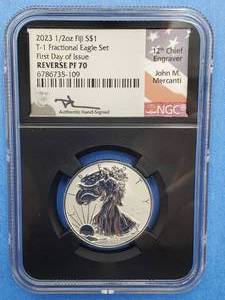 2023 1/2oz Fiji S$1
T-1 Fractional Eagle Set
First Day of Issue
REVERSE PF 70
6786735-109
Authentic Hand-Signed
12th Chief
Engraver
John M.
Mercanti
NGC